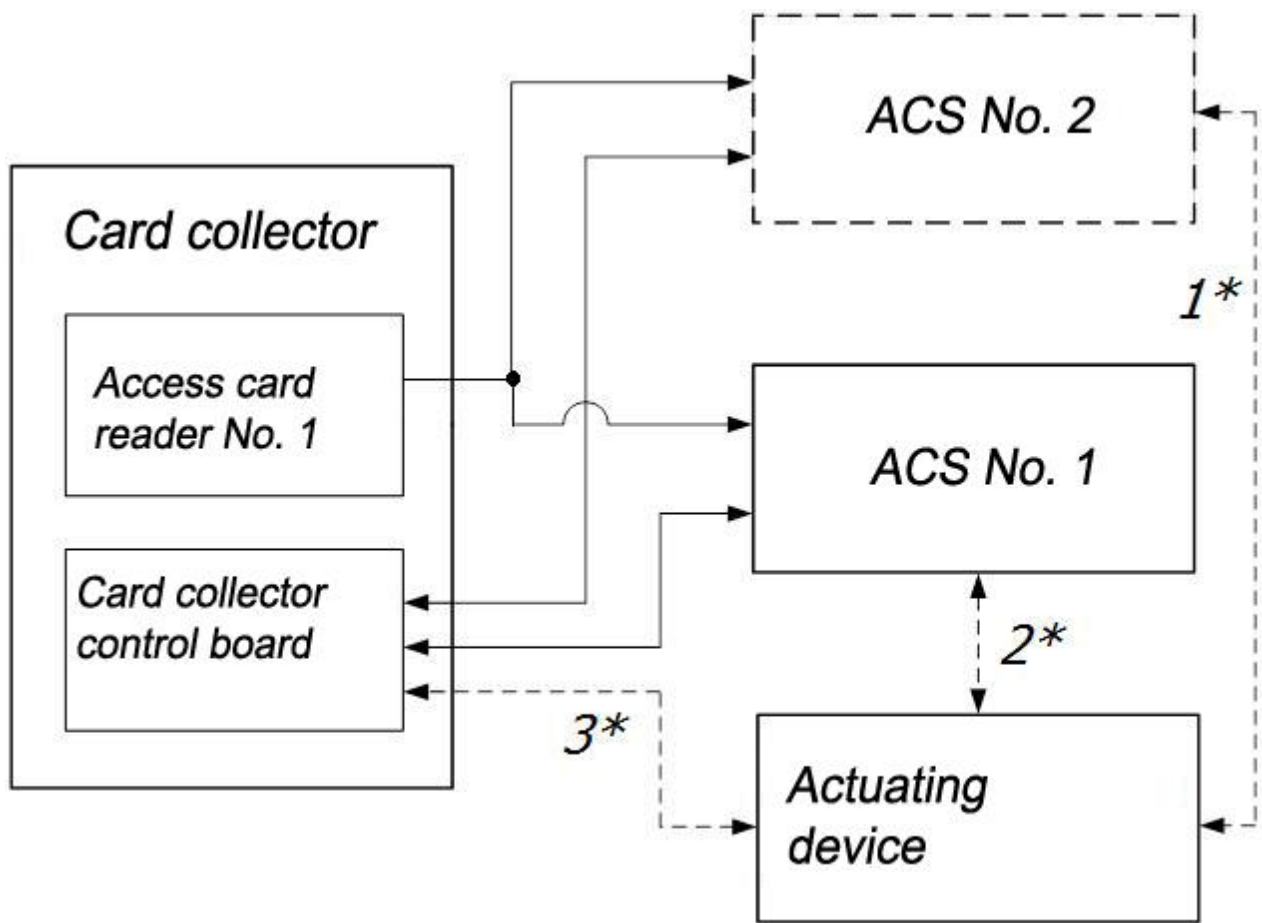 Card collector
Access card
reader No. 1
Card collector
control board
ACS No. 2
1*
ACS No. 1
2*
3*
Actuating
device